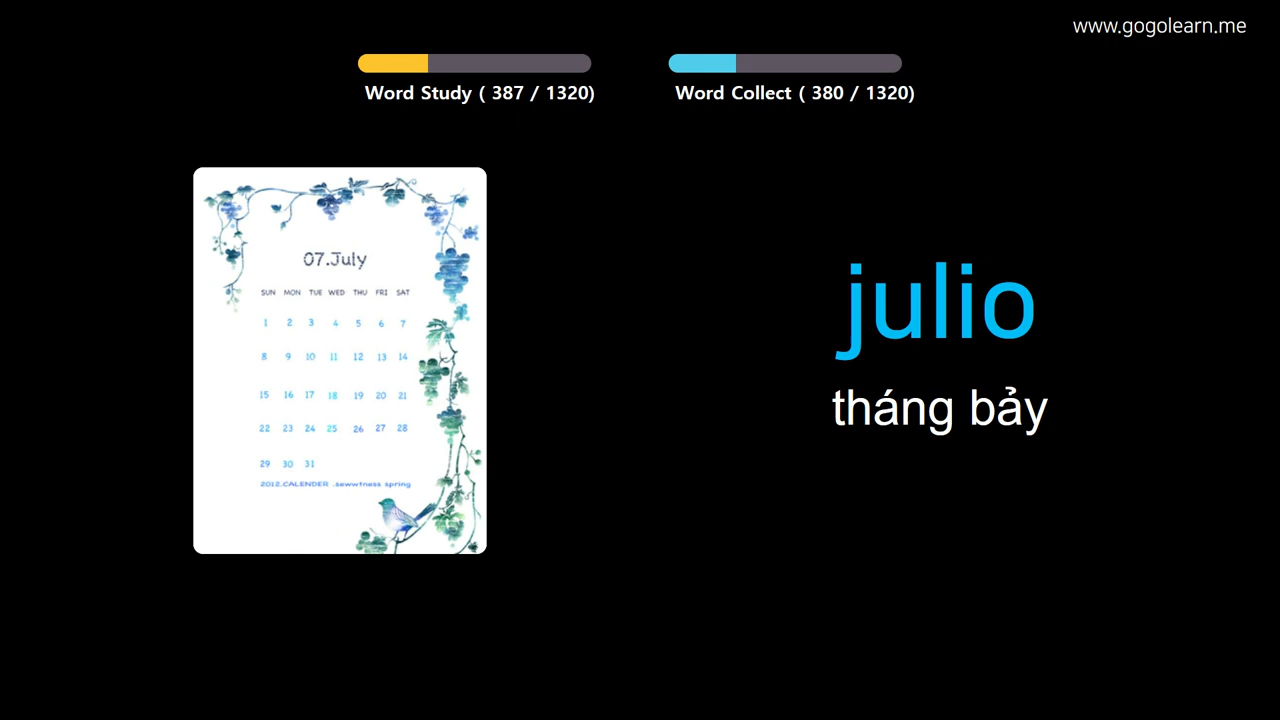 www.gogolearn.me
Word Study ( 387 / 1320)
Word Collect ( 380 / 1320)
07.July
SUN MON TUE WED THU FRI SAT
1 2 3 4 5 6 7
8 9 10 11 12 13 14
15 16 17 18 19 20 21
22 23 24 25 26 27 28
29 30 31
2012.CALENDER .sewwtness spring
julio
tháng bảy